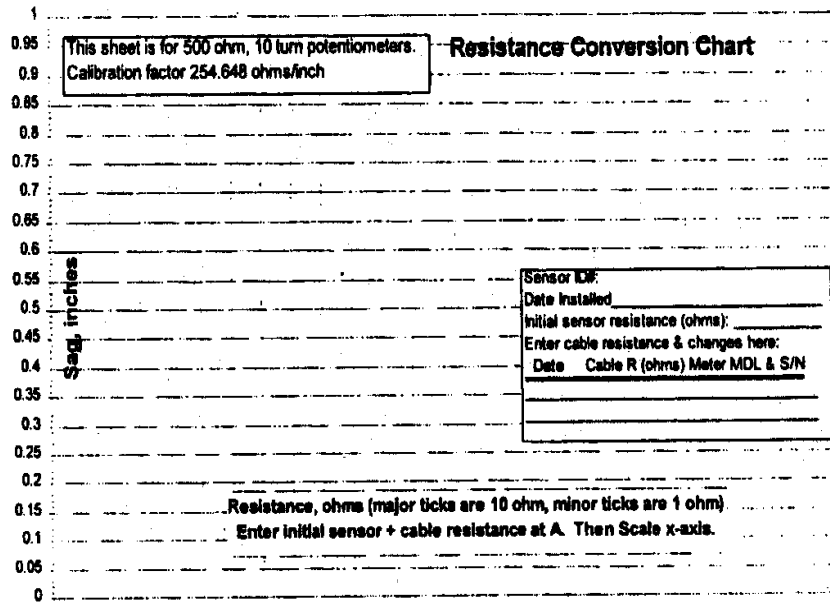 Resistance Conversion Chart
This sheet is for 500 ohm, 10 turn potentiometers.
Calibration factor 254.648 ohms/inch
1
0.95
0.9
0.85
0.8
0.75
0.7
0.65
0.6
0.55
0.5
0.45
0.4
0.35
0.3
0.25
0.2
0.15
0.1
0.05
0
Sag, inches
Sensor ID#:
Date Installed
Initial sensor resistance (ohms):
Enter cable resistance & changes here:
Date Cable R (ohms) Meter MDL & S/N
Resistance, ohms (major ticks are 10 ohm, minor ticks are 1 ohm)
Enter initial sensor + cable resistance at A. Then Scale x-axis.